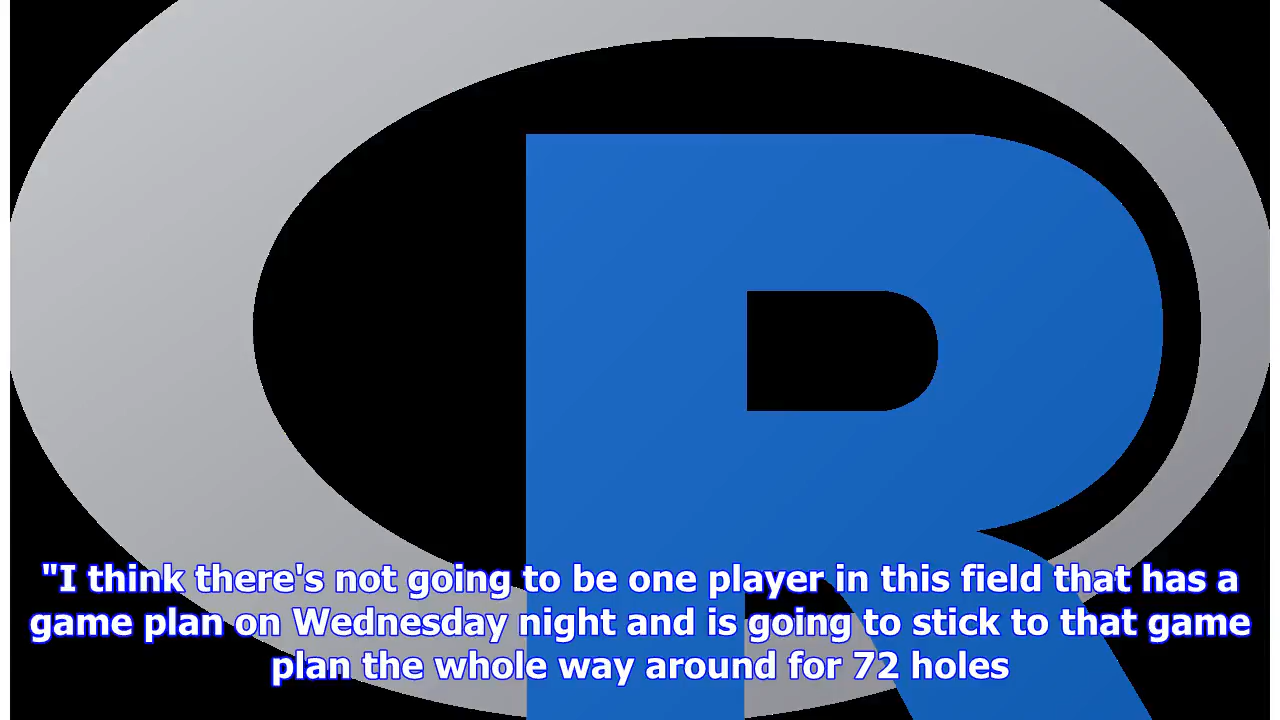 R
"I think there's not going to be one player in this field that has a
game plan on Wednesday night and is going to stick to that game
plan the whole way around for 72 holes